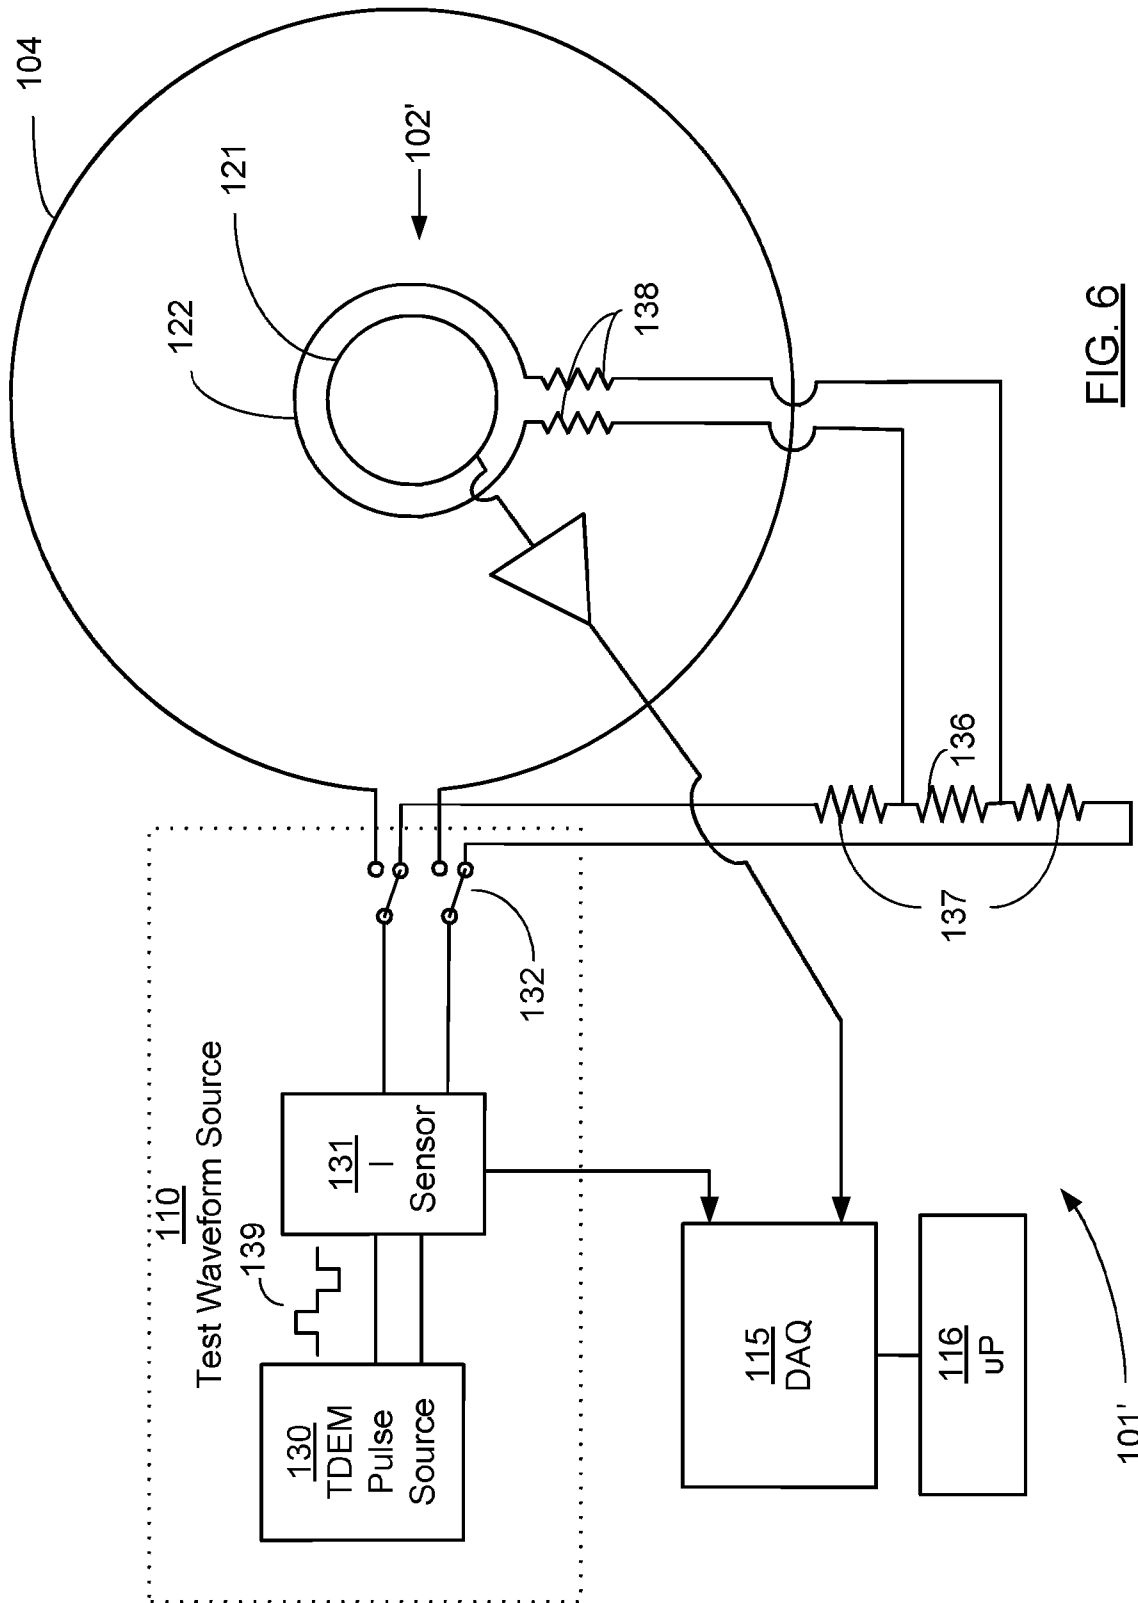 110
Test Waveform Source
139
130
TDEM
Pulse
Source
131
I
Sensor
132
104
122
121
102'
138
136
137
115
DAQ
116
uP
101'
FIG. 6